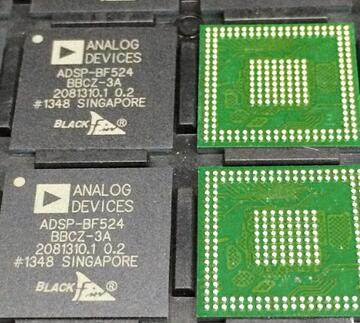 ANALOG
DEVICES
ADSP-BF524
BBCZ-3A
2081310.1 0.2
#1348 SINGAPORE
BLACKfin®
ANALOG
DEVICES
ADSP-BF524
BBCZ-3A
2081310.1 0.2
#1348 SINGAPORE
BLACKfin®